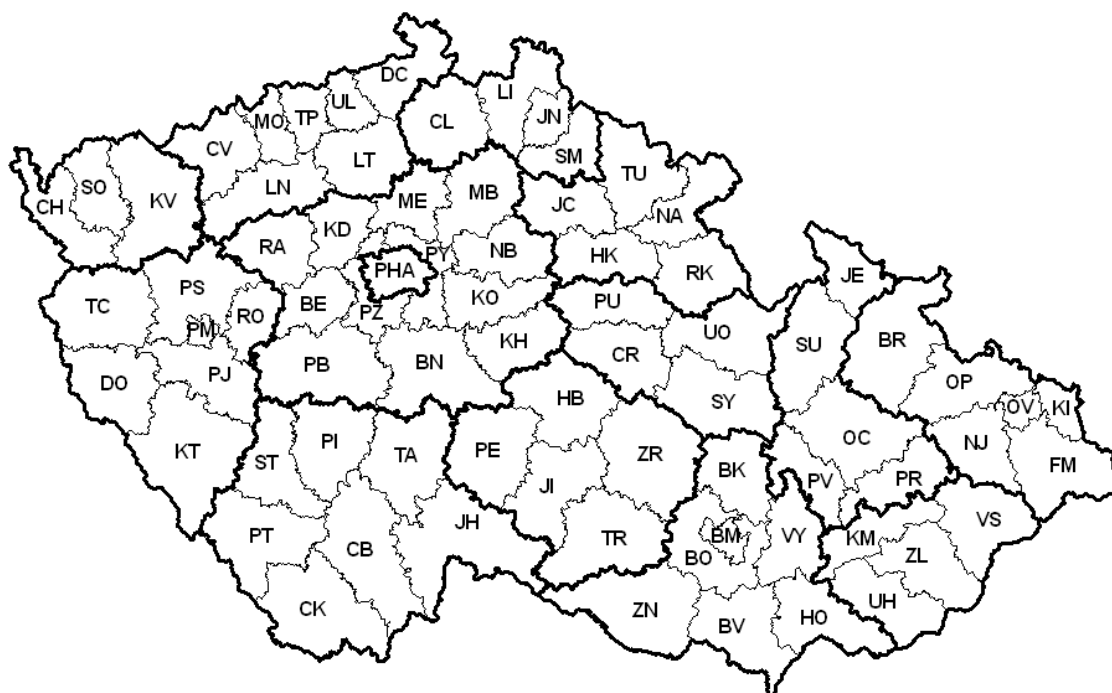 DC
LI
UL
MO
TP
JN
CL
CV
LT
SM
TU
SO
LN
CH
KV
ME
MB
JC
NA
RA
KD
PY
NB
HK
RK
PHA
JE
PS
TC
BE
KO
RO
PZ
PU
PM
UO
KH
SU
BR
CR
PB
BN
DO
PJ
OP
HB
SY
OV
KI
PI
OC
KT
ST
TA
PE
ZR
NJ
FM
BK
PV
PR
JI
JH
VS
PT
CB
TR
BM
BO
VY
KM
ZL
CK
UH
ZN
BV
HO